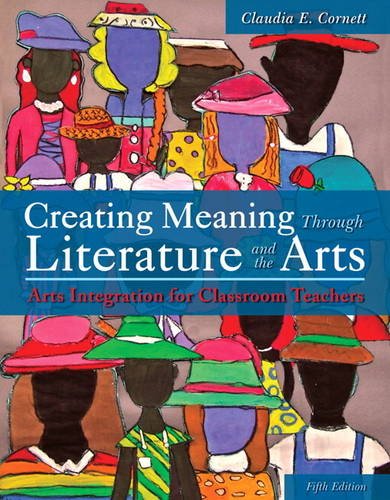 Claudia E. Cornett
Creating Meaning Through
Literature and the Arts
Arts Integration for Classroom Teachers
Fifth Edition